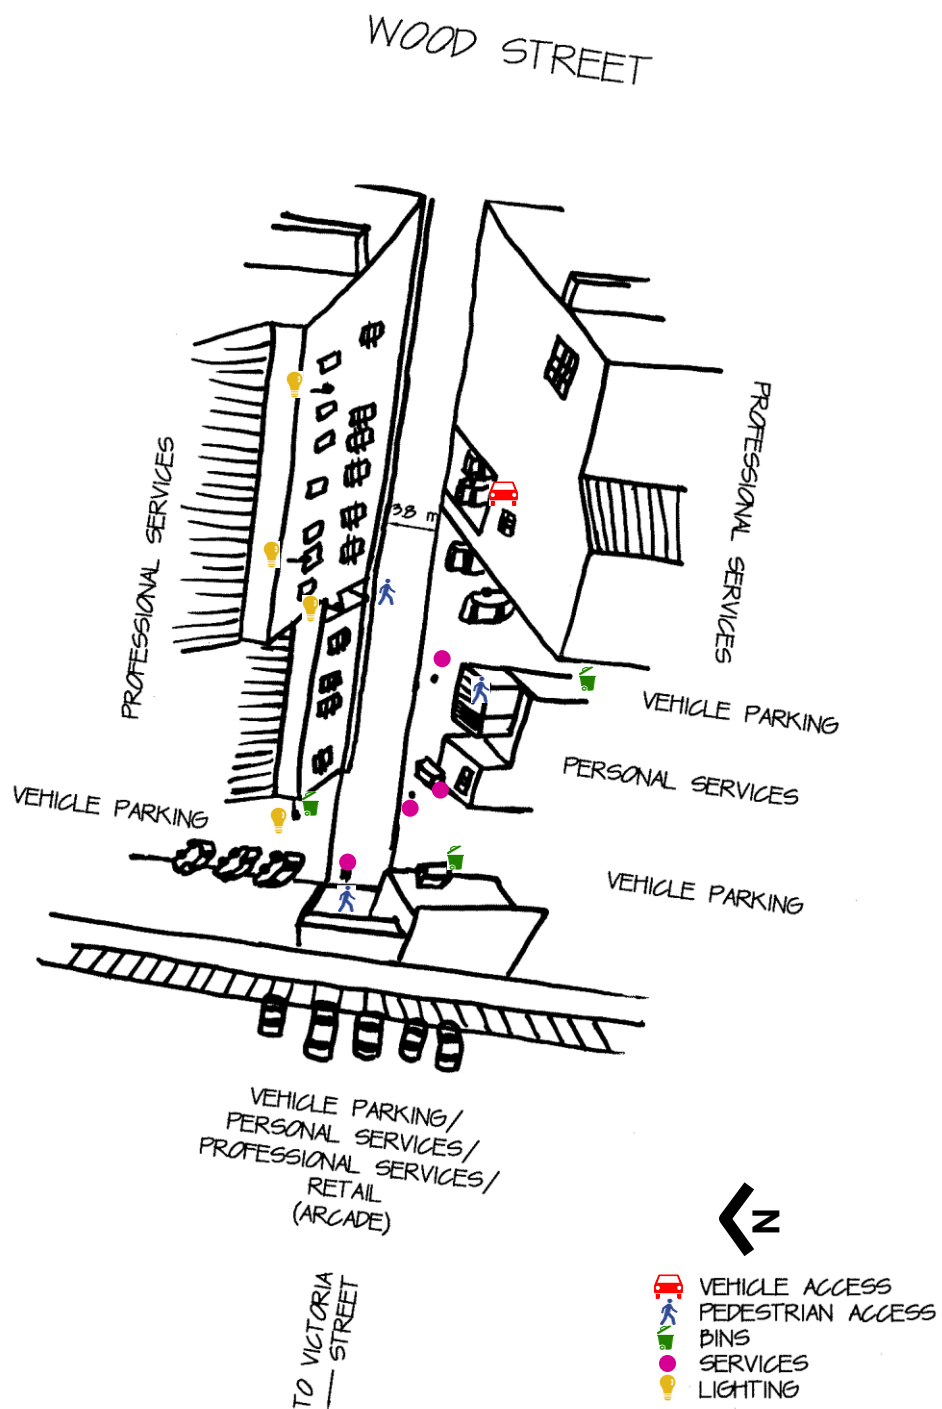 WOOD STREET
PROFESSIONAL SERVICES
PROFESSIONAL SERVICES
3.8 m
VEHICLE PARKING
PERSONAL SERVICES
VEHICLE PARKING
VEHICLE PARKING
VEHICLE PARKING/
PERSONAL SERVICES/
PROFESSIONAL SERVICES/
RETAIL
(ARCADE)
TO VICTORIA
STREET
N
VEHICLE ACCESS
PEDESTRIAN ACCESS
BINS
SERVICES
LIGHTING